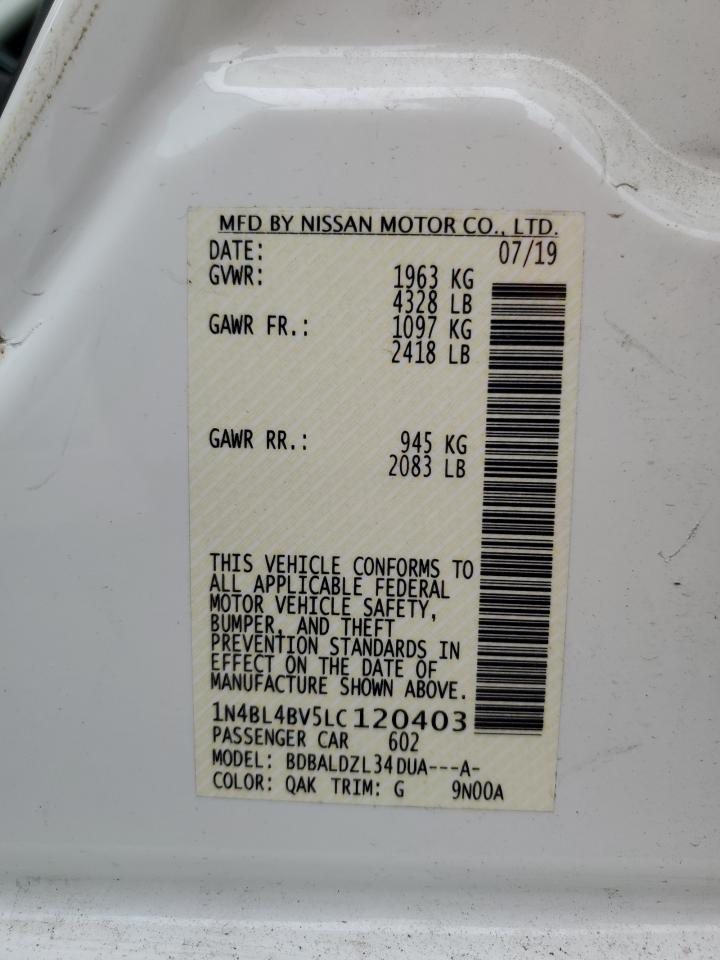 MFD BY NISSAN MOTOR CO., LTD.
DATE: 07/19
GVWR: 1963 KG
4328 LB
GAWR FR.: 1097 KG
2418 LB
GAWR RR.: 945 KG
2083 LB
THIS VEHICLE CONFORMS TO
ALL APPLICABLE FEDERAL
MOTOR VEHICLE SAFETY,
BUMPER, AND THEFT
PREVENTION STANDARDS IN
EFFECT ON THE DATE OF
MANUFACTURE SHOWN ABOVE.
1N4BL4BV5LC120403
PASSENGER CAR 602
MODEL: BDBALDZL34DUA---A-
COLOR: QAK TRIM: G 9N00A